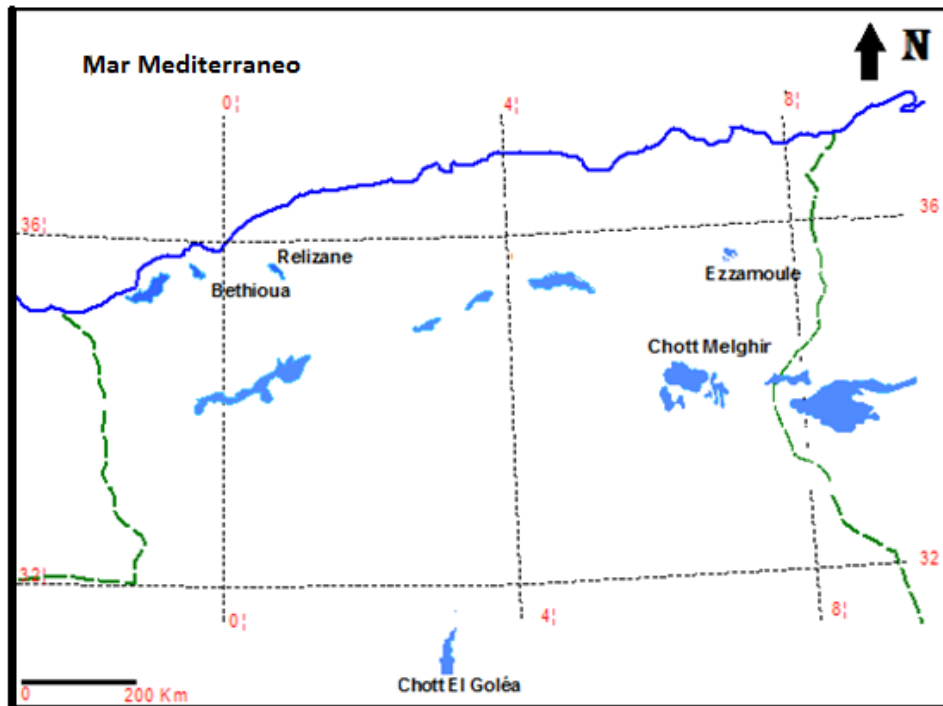 N
Mar Mediterraneo
0¦ 4¦ 8¦
36¦ 36
Relizane
Bethioua
Ezzamoule
Chott Melghir
32¦ 32
0¦ 4¦ 8¦
Chott El Goléa
0 200 Km